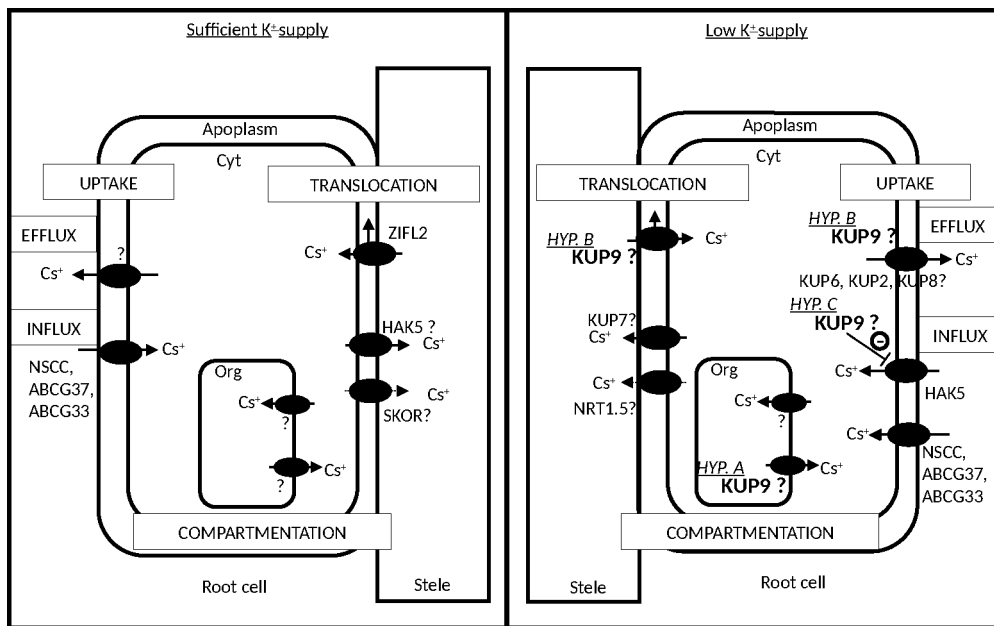 Sufficient K± supply
Apoplasm
Cyt
UPTAKE
TRANSLOCATION
EFFLUX
?
Cs⁺
ZIFL2
Cs⁺
INFLUX
Cs⁺
NSCC,
ABCG37,
ABCG33
HAK5 ?
Cs⁺
Cs⁺
SKOR?
Org
Cs⁺
?
Cs⁺
?
COMPARTMENTATION
Root cell
Stele
Low K± supply
Apoplasm
Cyt
TRANSLOCATION
UPTAKE
HYP. B
KUP9 ?
Cs⁺
HYP. B
KUP9 ?
EFFLUX
Cs⁺
KUP6, KUP2, KUP8?
HYP. C
KUP9 ?
INFLUX
KUP7?
Cs⁺
Cs⁺
NRT1.5?
Cs⁺
HAK5
Cs⁺
NSCC,
ABCG37,
ABCG33
Org
Cs⁺
?
HYP. A
KUP9 ?
Cs⁺
COMPARTMENTATION
Stele
Root cell